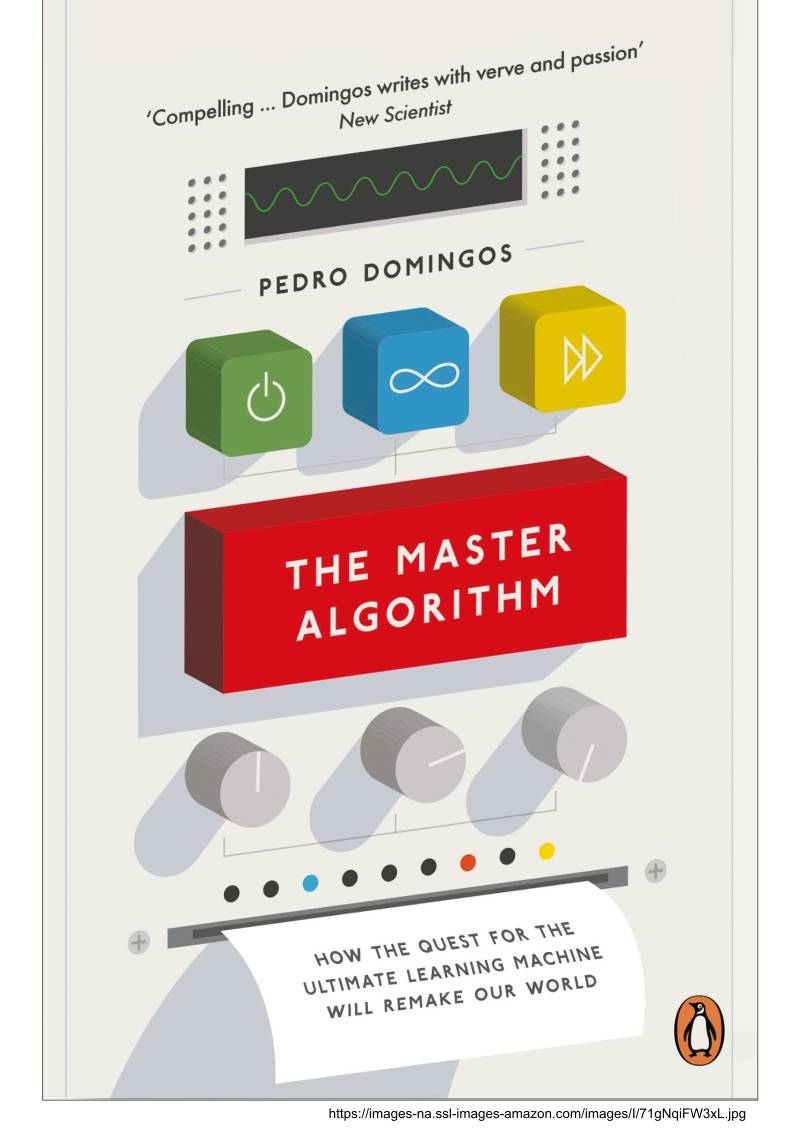 ‘Compelling ... Domingos writes with verve and passion’
New Scientist
PEDRO DOMINGOS
THE MASTER
ALGORITHM
HOW THE QUEST FOR THE
ULTIMATE LEARNING MACHINE
WILL REMAKE OUR WORLD
https://images-na.ssl-images-amazon.com/images/I/71gNqiFW3xL.jpg